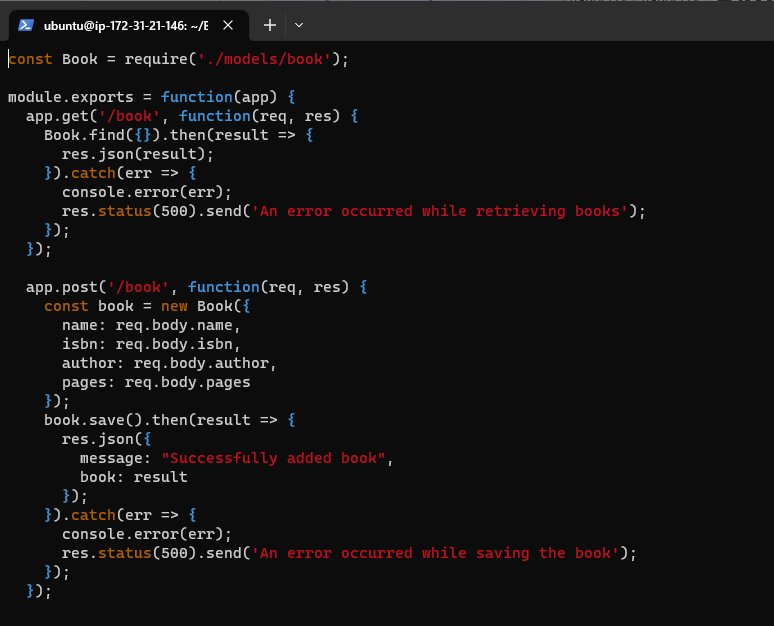 ubuntu@ip-172-31-21-146: ~/
const Book = require('./models/book');

module.exports = function(app) {
  app.get('/book', function(req, res) {
    Book.find({}).then(result => {
      res.json(result);
    }).catch(err => {
      console.error(err);
      res.status(500).send('An error occurred while retrieving books');
    });
  });

  app.post('/book', function(req, res) {
    const book = new Book({
      name: req.body.name,
      isbn: req.body.isbn,
      author: req.body.author,
      pages: req.body.pages
    });
    book.save().then(result => {
      res.json({
        message: "Successfully added book",
        book: result
      });
    }).catch(err => {
      console.error(err);
      res.status(500).send('An error occurred while saving the book');
    });
  });